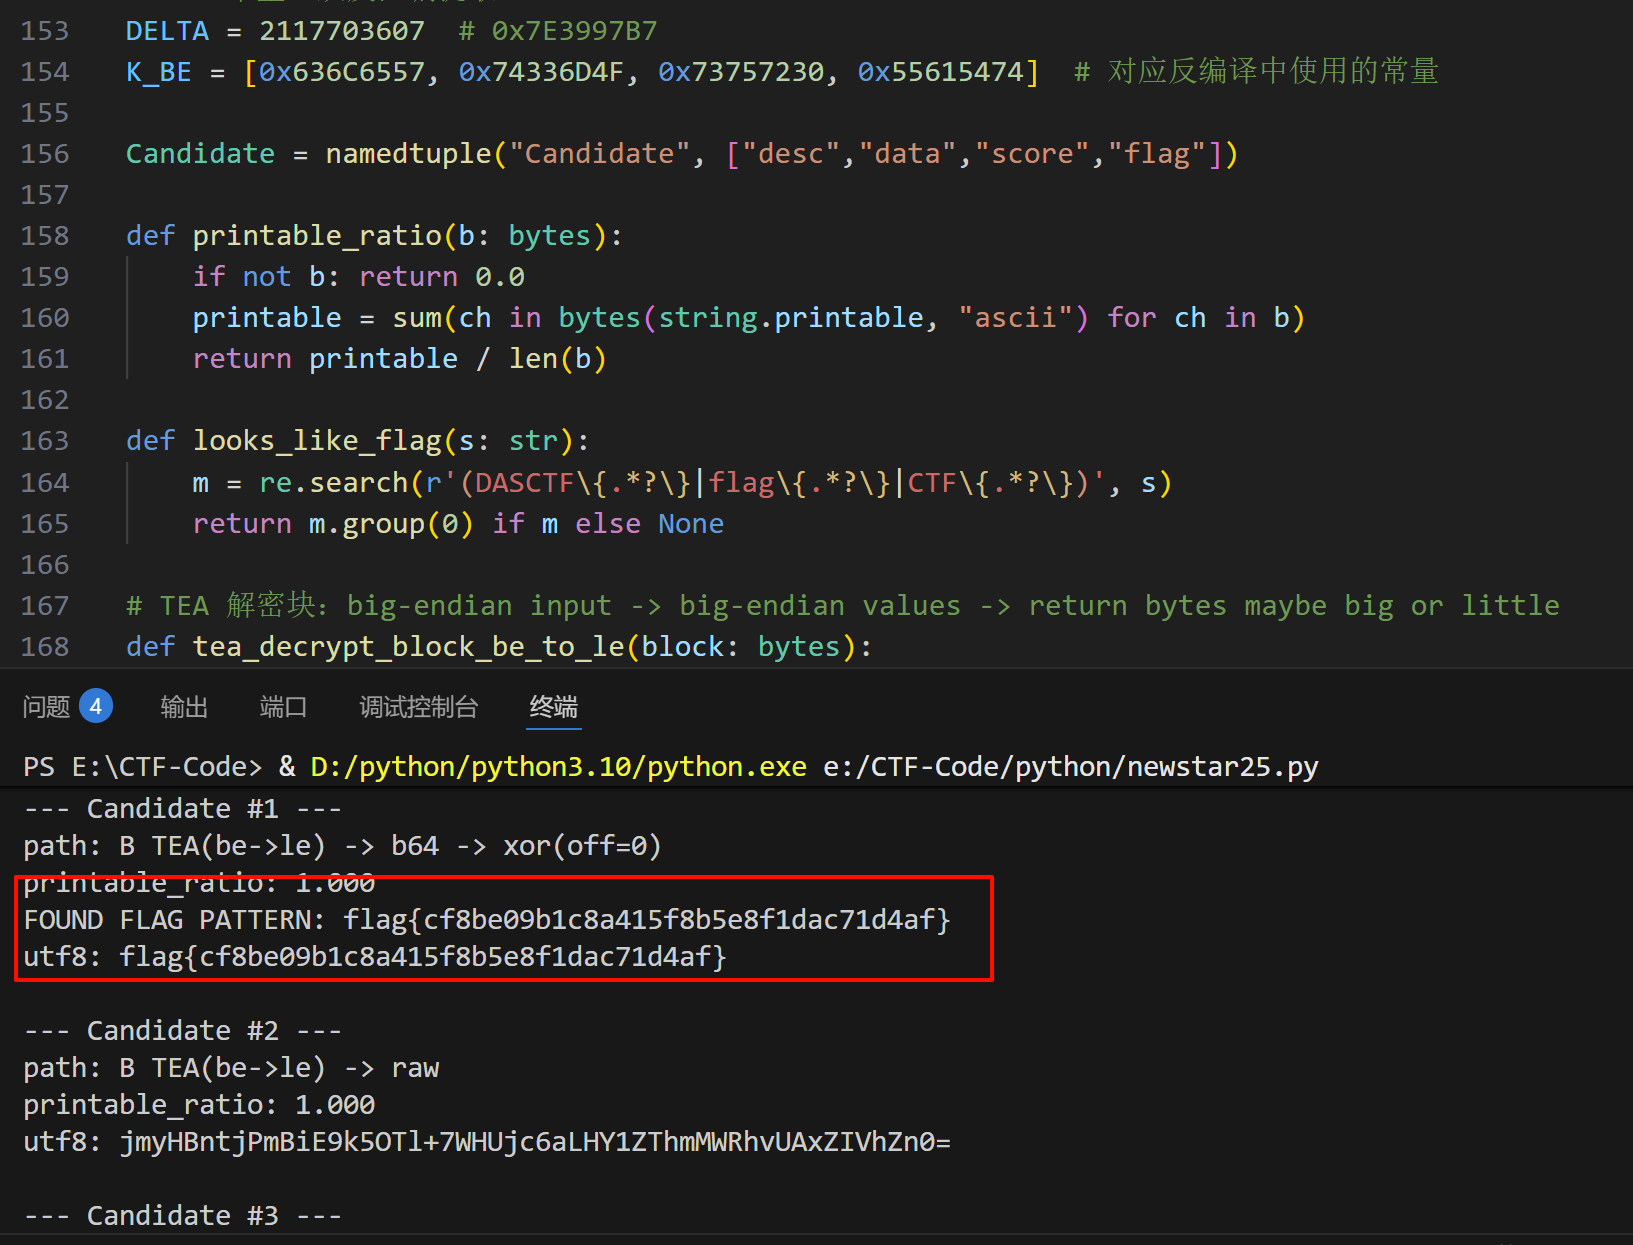 153 DELTA = 2117703607  # 0x7E3997B7
154 K_BE = [0x636C6557, 0x74336D4F, 0x73757230, 0x55615474]  # 对应反编译中使用的常量
155
156 Candidate = namedtuple("Candidate", ["desc","data","score","flag"])
157
158 def printable_ratio(b: bytes):
159     if not b: return 0.0
160     printable = sum(ch in bytes(string.printable, "ascii") for ch in b)
161     return printable / len(b)
162
163 def looks_like_flag(s: str):
164     m = re.search(r'(DASCTF\{.*?\}|flag\{.*?\}|CTF\{.*?\})', s)
165     return m.group(0) if m else None
166
167 # TEA 解密块：big-endian input -> big-endian values -> return bytes maybe big or little
168 def tea_decrypt_block_be_to_le(block: bytes):
问题 4 输出 端口 调试控制台 终端
PS E:\CTF-Code> & D:/python/python3.10/python.exe e:/CTF-Code/python/newstar25.py
--- Candidate #1 ---
path: B TEA(be->le) -> b64 -> xor(off=0)
printable_ratio: 1.000
FOUND FLAG PATTERN: flag{cf8be09b1c8a415f8b5e8f1dac71d4af}
utf8: flag{cf8be09b1c8a415f8b5e8f1dac71d4af}
--- Candidate #2 ---
path: B TEA(be->le) -> raw
printable_ratio: 1.000
utf8: jmyHBntjPmBiE9k5OTl+7WHUjc6aLHY1ZThmMWRhvUAxZIVhZn0=
--- Candidate #3 ---